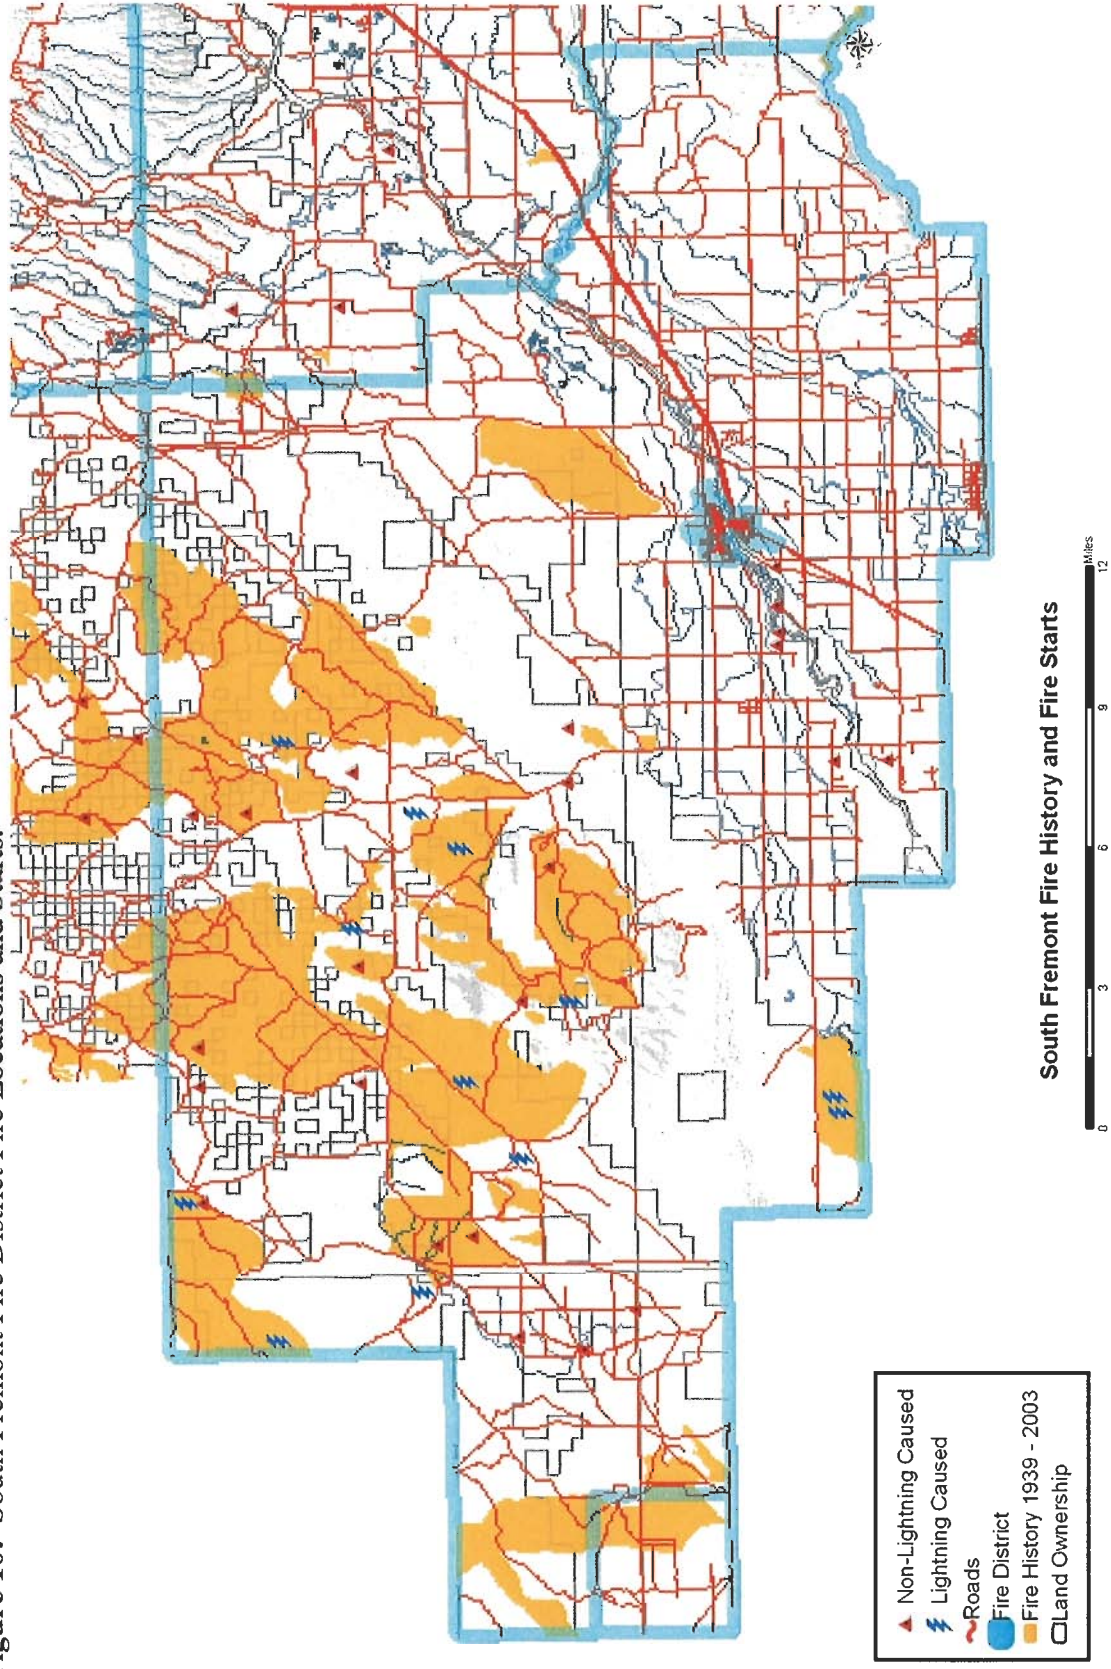 South Fremont Fire History and Fire Starts
0 3 6 9 12
Miles
Non-Lightning Caused
Lightning Caused
Roads
Fire District
Fire History 1939 - 2003
Land Ownership